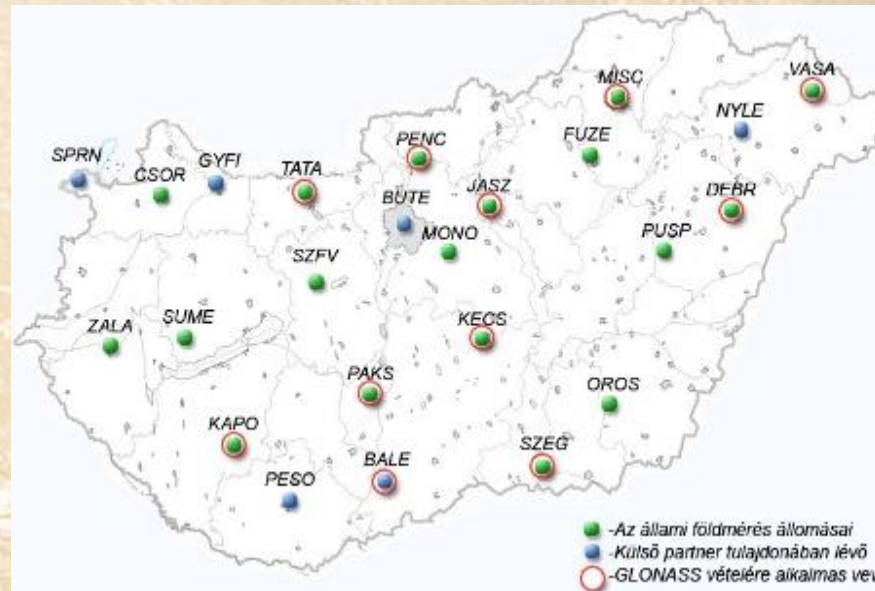 VASA
MISC
NYLE
PENC
FUZE
SPRN
GYFI
CSOR
TATA
JASZ
DEBR
BUTE
MONO
PUSP
SZFV
SUME
ZALA
KECS
PAKS
OROS
KAPO
SZEG
BALE
PESO
-Az állami földmérés állomásai
-Külső partner tulajdonában lévő
-GLONASS vételére alkalmas vev